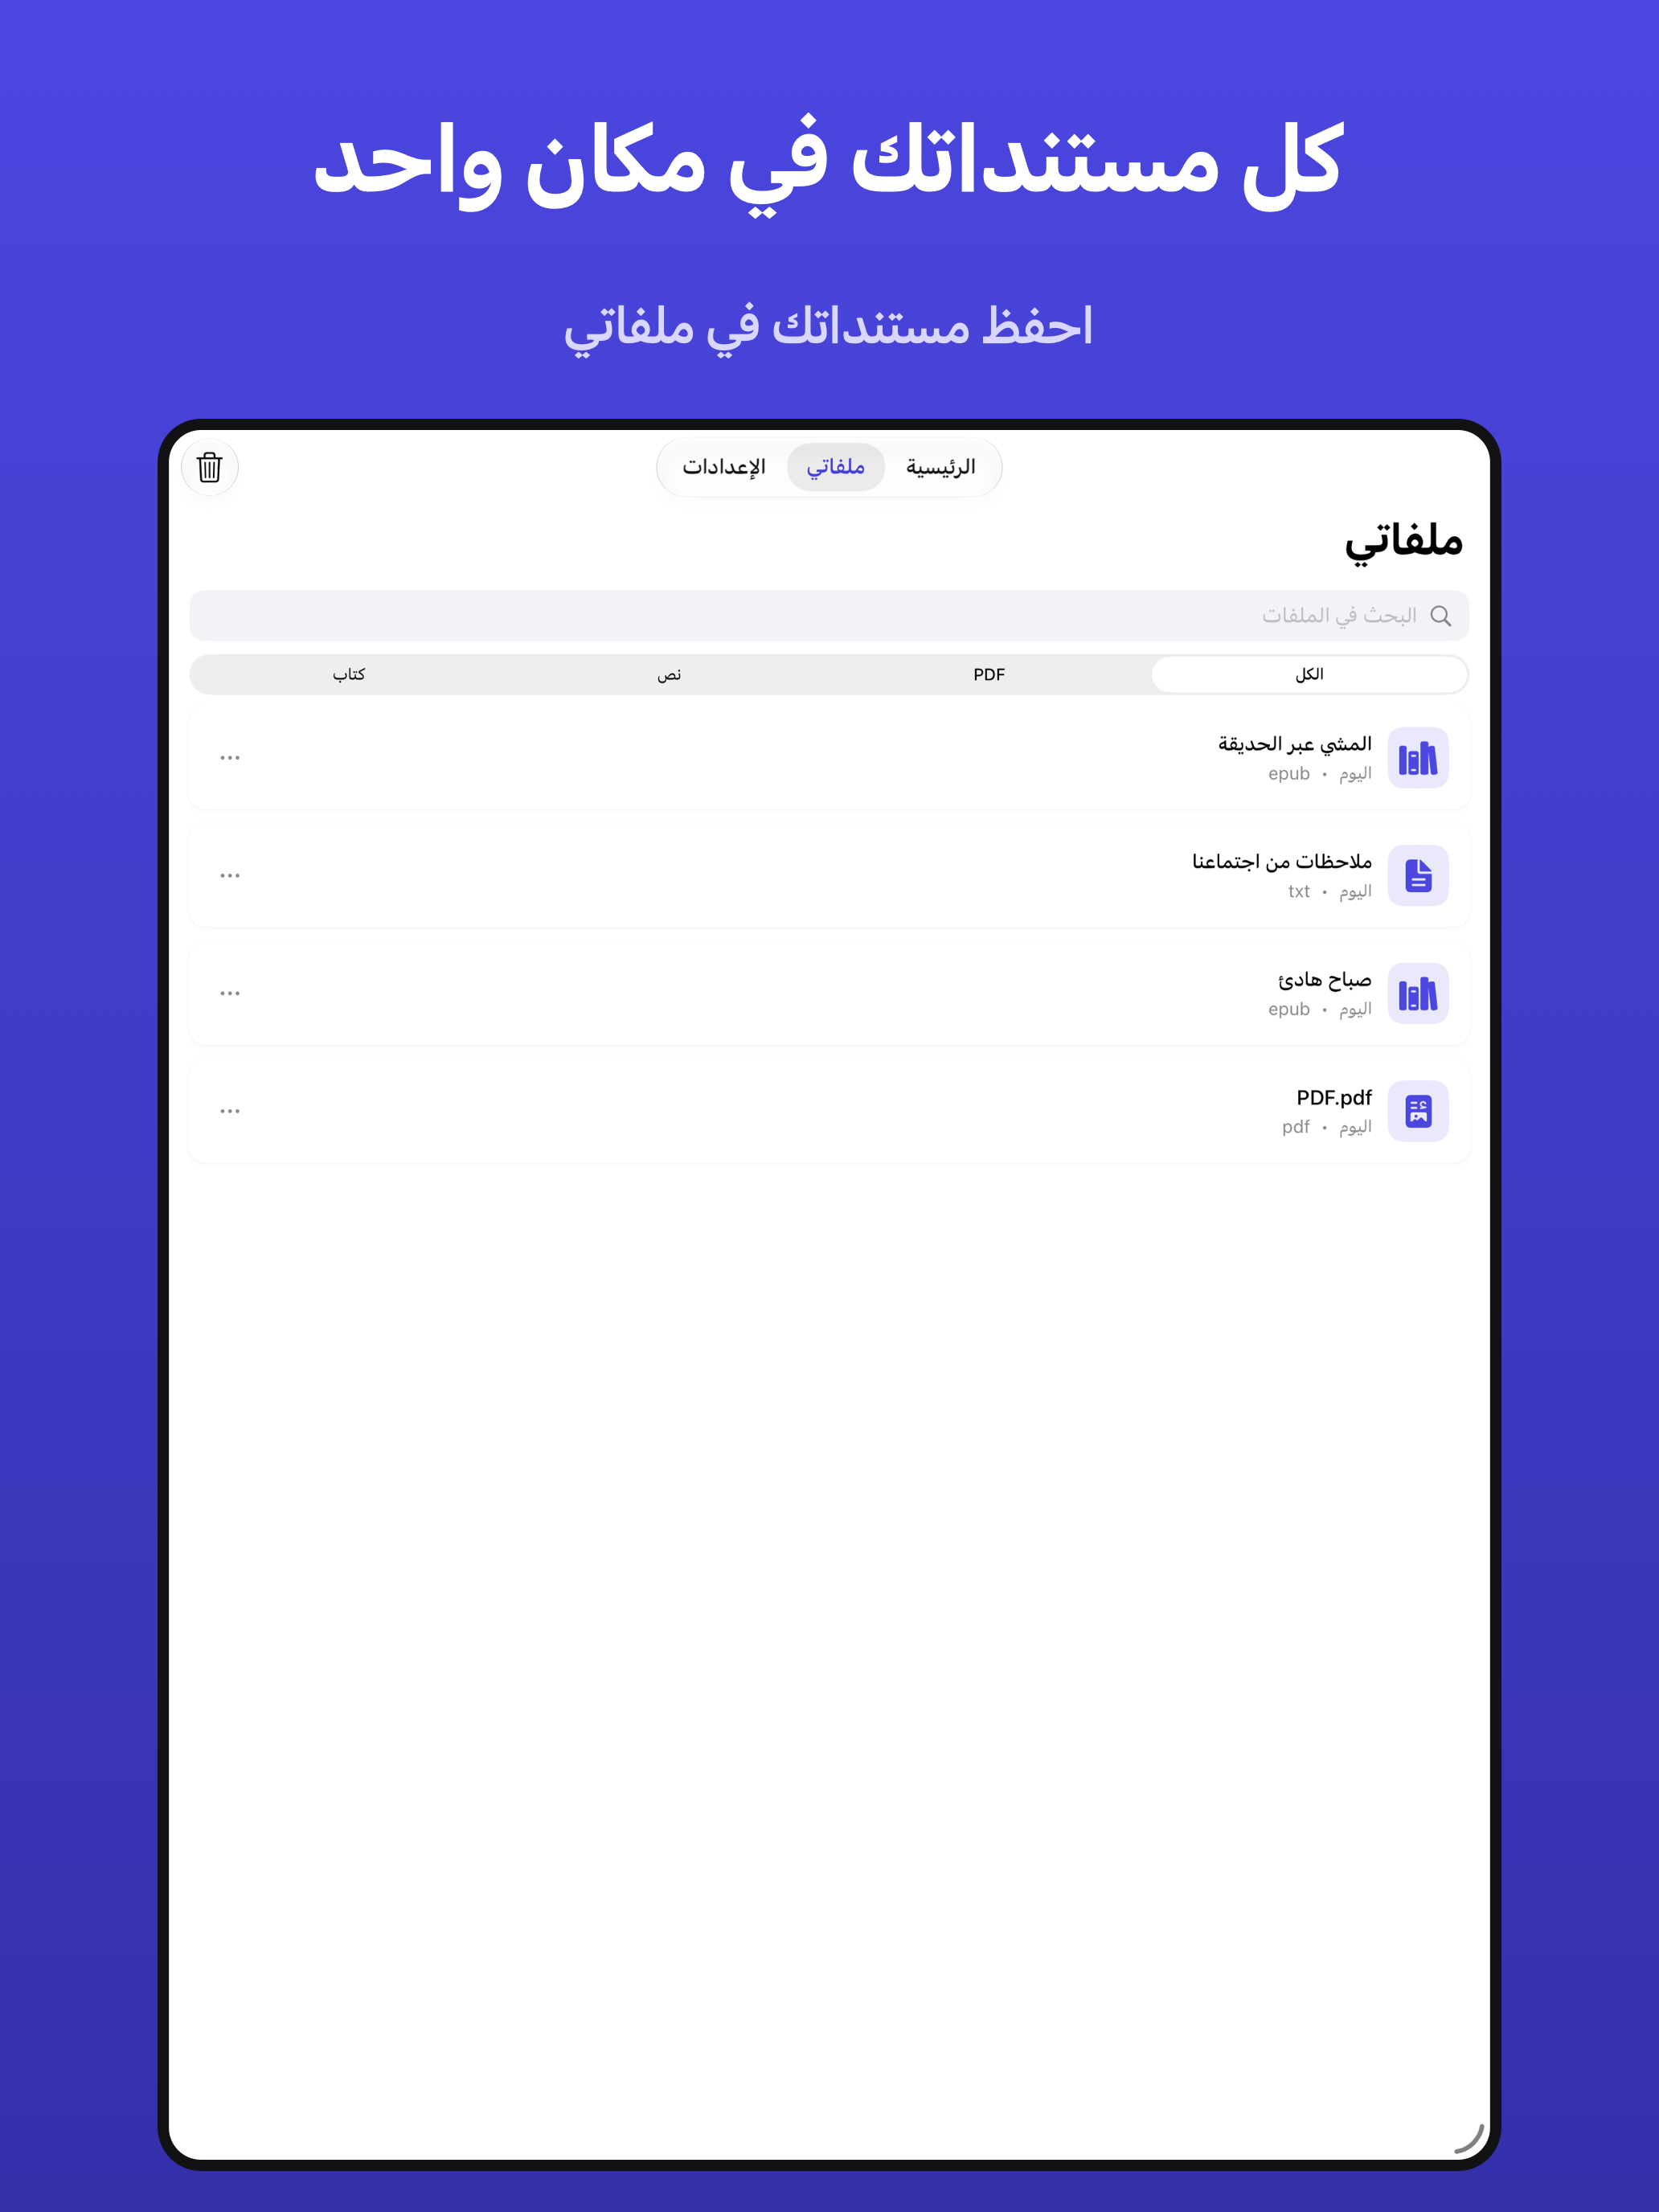 كل مستنداتك في مكان واحد
احفظ مستنداتك في ملفاتي
الرئيسية ملفاتي الإعدادات
ملفاتي
البحث في الملفات
الكل PDF نص كتاب
المشي عبر الحديقة
اليوم • epub
ملاحظات من اجتماعنا
اليوم • txt
صباح هادئ
اليوم • epub
PDF.pdf
اليوم • pdf